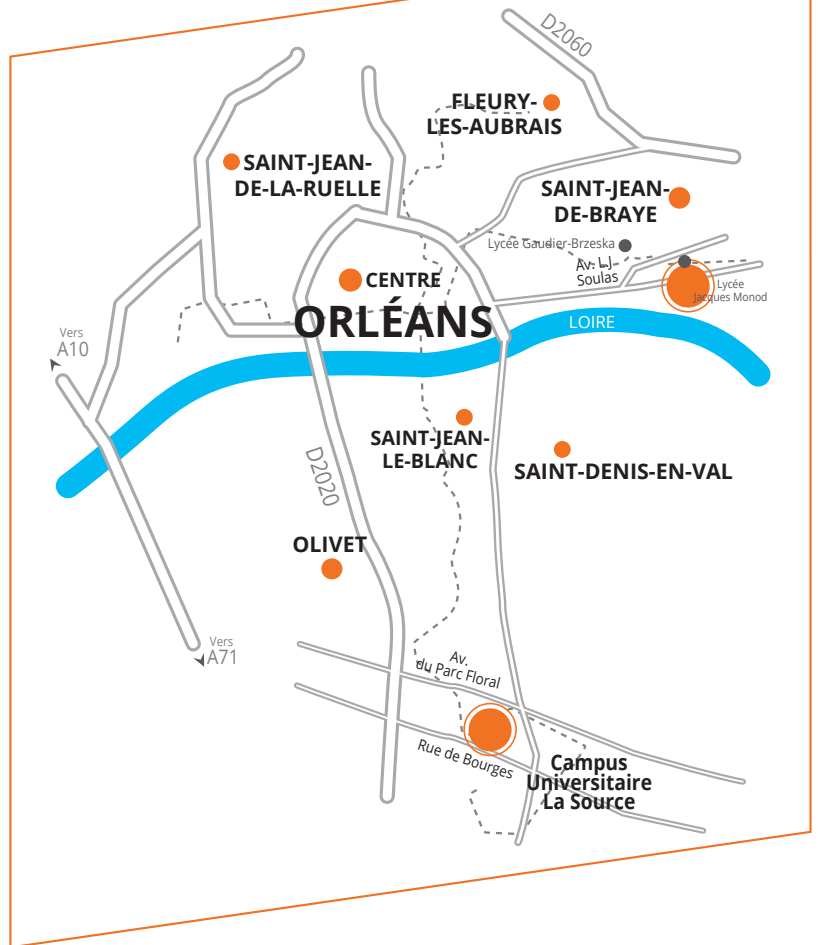 D2060
FLEURY-
LES-AUBRAIS
SAINT-JEAN-
DE-LA-RUELLE
SAINT-JEAN-
DE-BRAYE
Lycée Gaudier-Brzeska
Av. L.J
Soulas
CENTRE
ORLÉANS
Lycée
Jacques Monod
LOIRE
Vers
A10
SAINT-JEAN-
LE-BLANC
SAINT-DENIS-EN-VAL
D2020
OLIVET
Vers
A71
Av.
du Parc Floral
Rue de Bourges
Campus
Universitaire
La Source